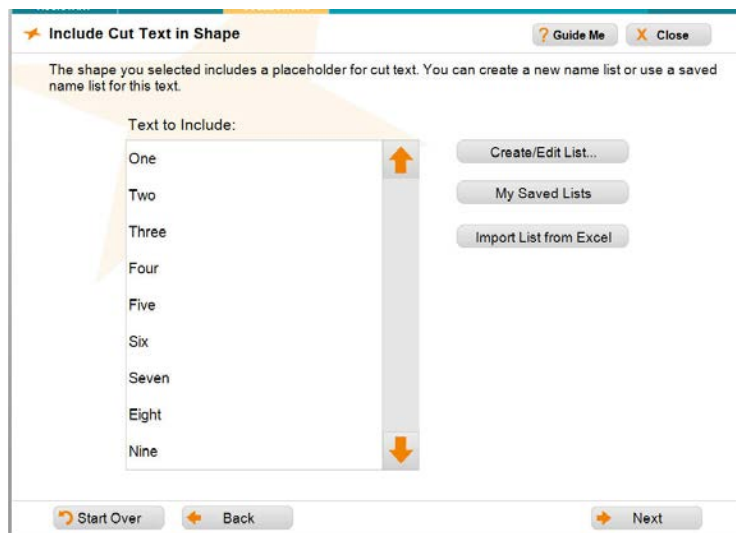 Include Cut Text in Shape
? Guide Me
X Close
The shape you selected includes a placeholder for cut text. You can create a new name list or use a saved
name list for this text.
Text to Include:
One
Two
Three
Four
Five
Six
Seven
Eight
Nine
Create/Edit List...
My Saved Lists
Import List from Excel
Start Over
Back
Next